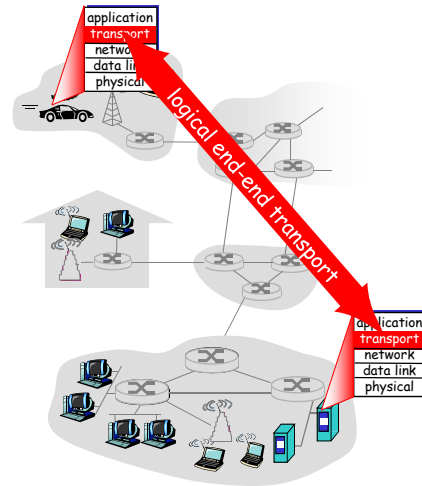 application
transport
network
data link
physical
logical end-end transport
application
transport
network
data link
physical